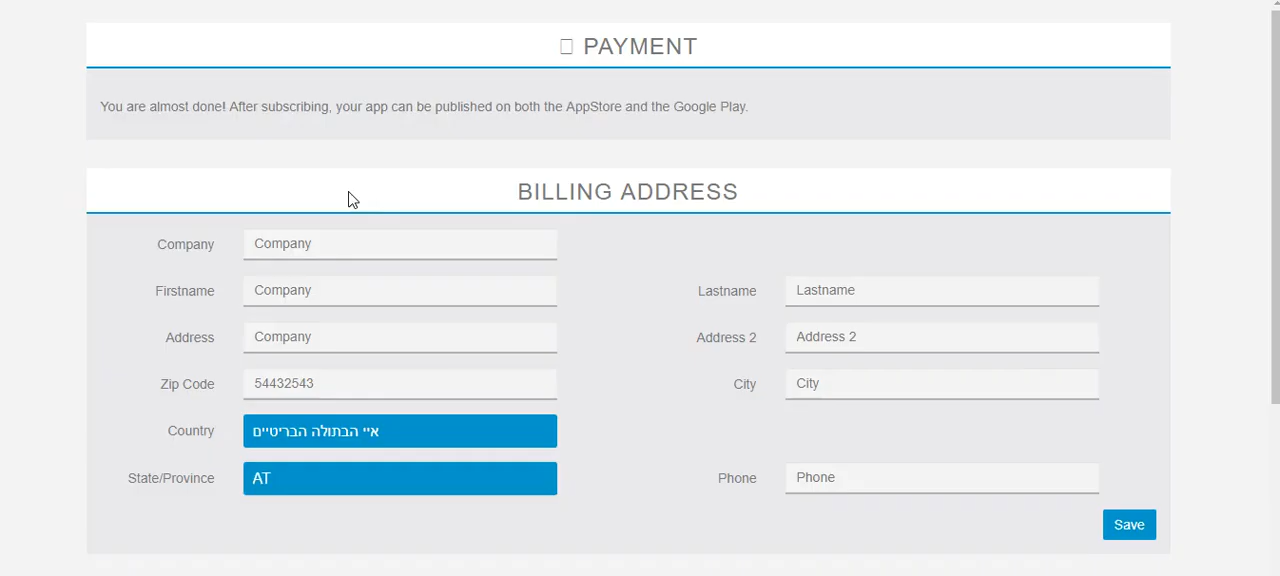 PAYMENT
You are almost done! After subscribing, your app can be published on both the AppStore and the Google Play.
BILLING ADDRESS
Company Company
Firstname Company Lastname Lastname
Address Company Address 2 Address 2
Zip Code 54432543 City City
Country איי הבתולה הבריטיים
State/Province AT Phone Phone
Save